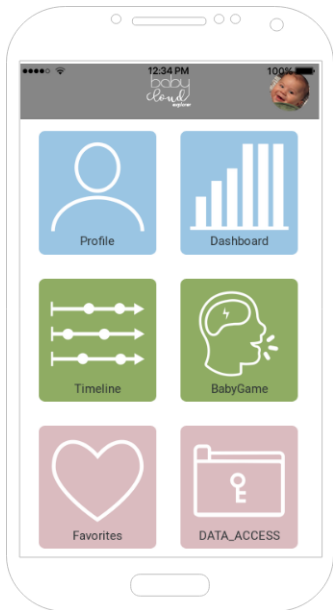 12:34 PM
100%
baby
cloud
explorer
Profile
Dashboard
Timeline
BabyGame
Favorites
DATA_ACCESS